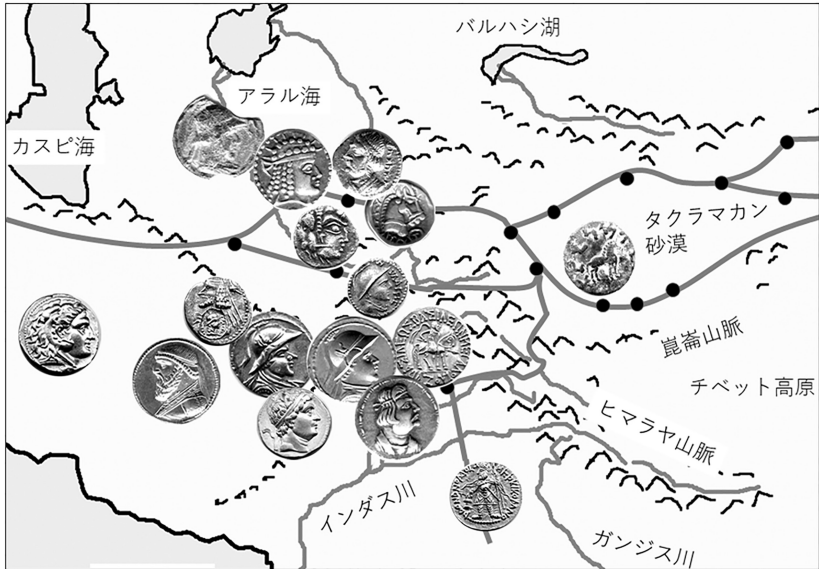 バルハシ湖
アラル海
カスピ海
タクラマカン
砂漠
崑崙山脈
チベット高原
ヒマラヤ山脈
インダス川
ガンジス川